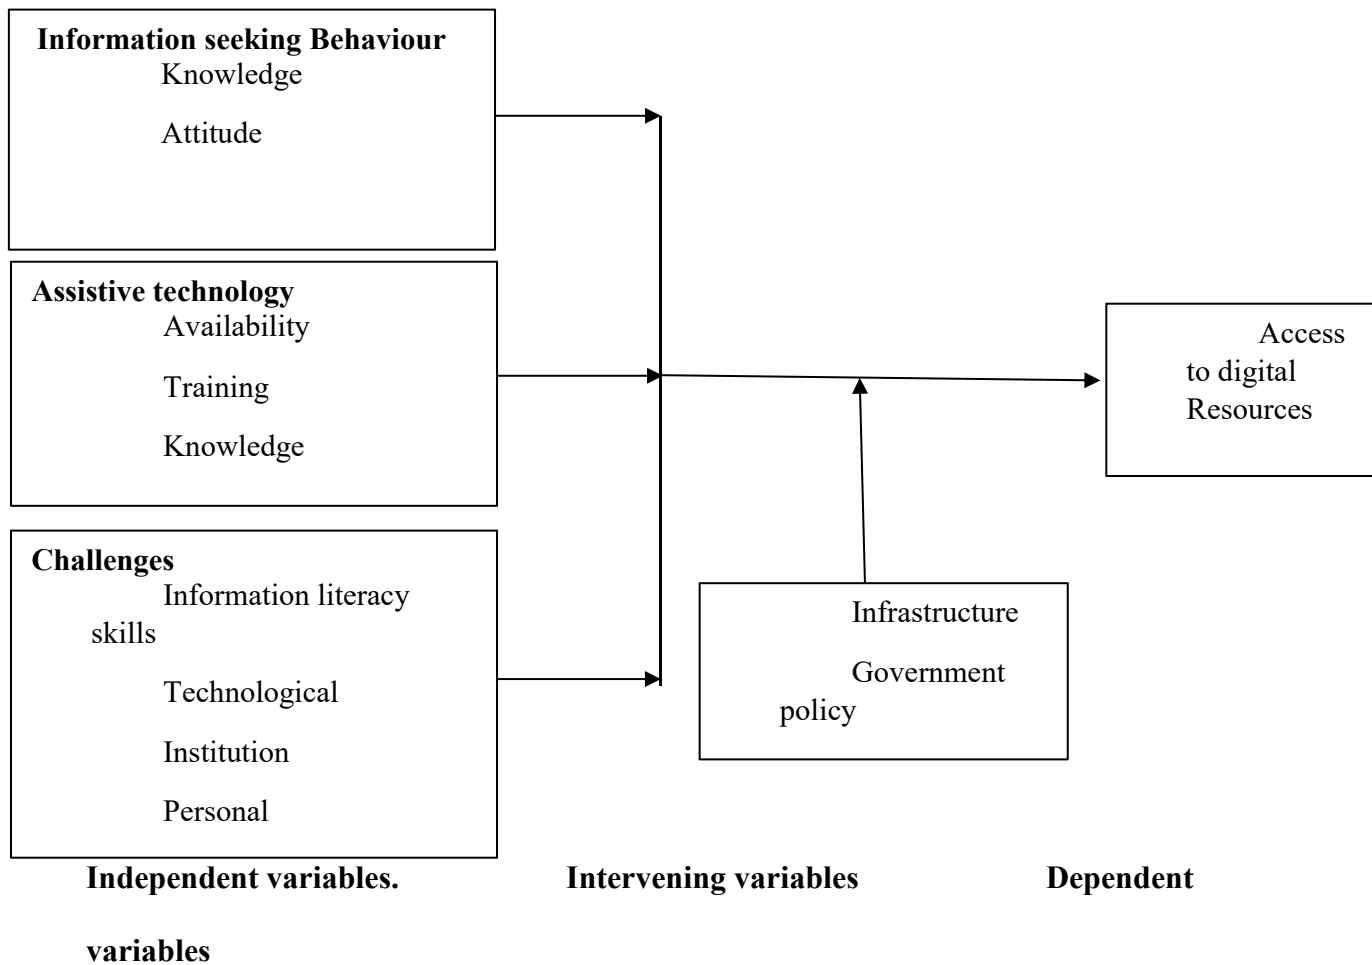 Information seeking Behaviour
Knowledge
Attitude
Assistive technology
Availability
Training
Knowledge
Challenges
Information literacy
skills
Technological
Institution
Personal
Infrastructure
Government
policy
Access
to digital
Resources
Independent variables. Intervening variables Dependent
variables